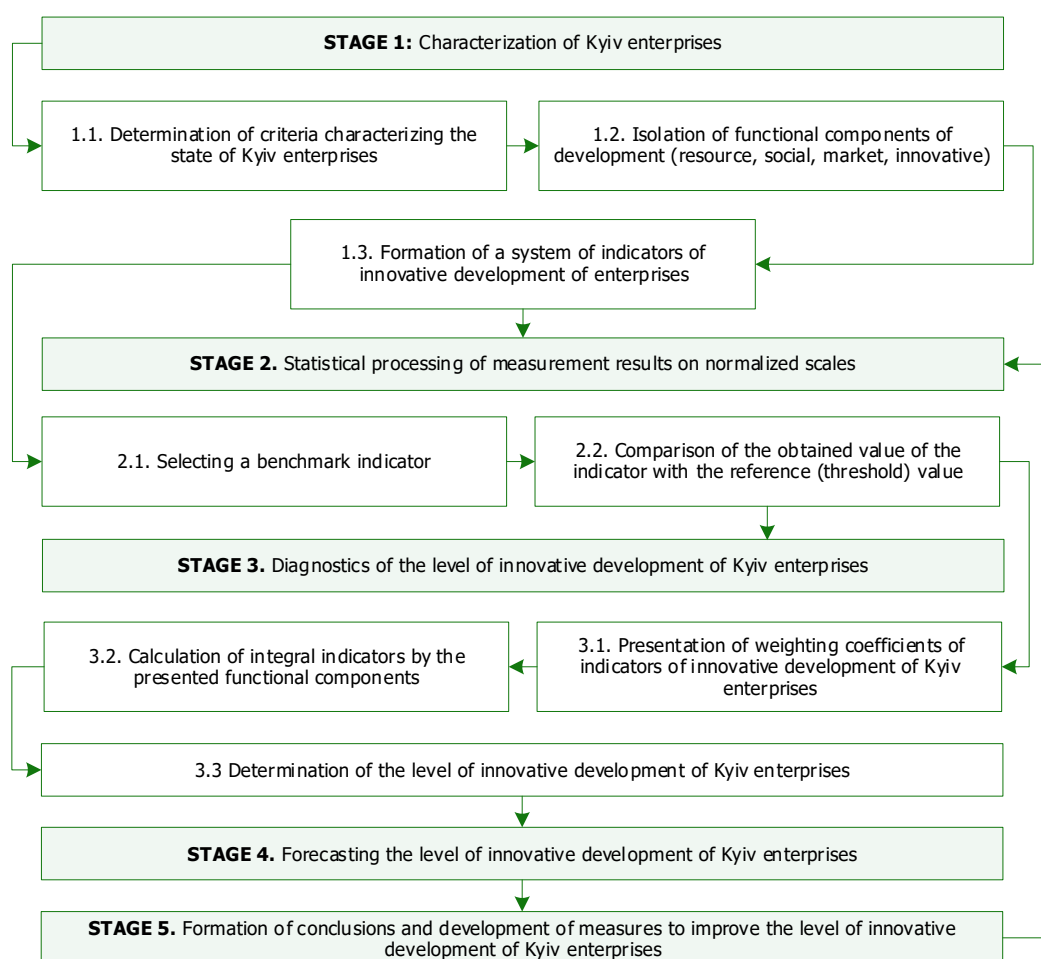 STAGE 1: Characterization of Kyiv enterprises
1.1. Determination of criteria characterizing the
state of Kyiv enterprises
1.2. Isolation of functional components of
development (resource, social, market, innovative)
1.3. Formation of a system of indicators of
innovative development of enterprises
STAGE 2. Statistical processing of measurement results on normalized scales
2.1. Selecting a benchmark indicator
2.2. Comparison of the obtained value of the
indicator with the reference (threshold) value
STAGE 3. Diagnostics of the level of innovative development of Kyiv enterprises
3.2. Calculation of integral indicators by the
presented functional components
3.1. Presentation of weighting coefficients of
indicators of innovative development of Kyiv
enterprises
3.3 Determination of the level of innovative development of Kyiv enterprises
STAGE 4. Forecasting the level of innovative development of Kyiv enterprises
STAGE 5. Formation of conclusions and development of measures to improve the level of innovative
development of Kyiv enterprises